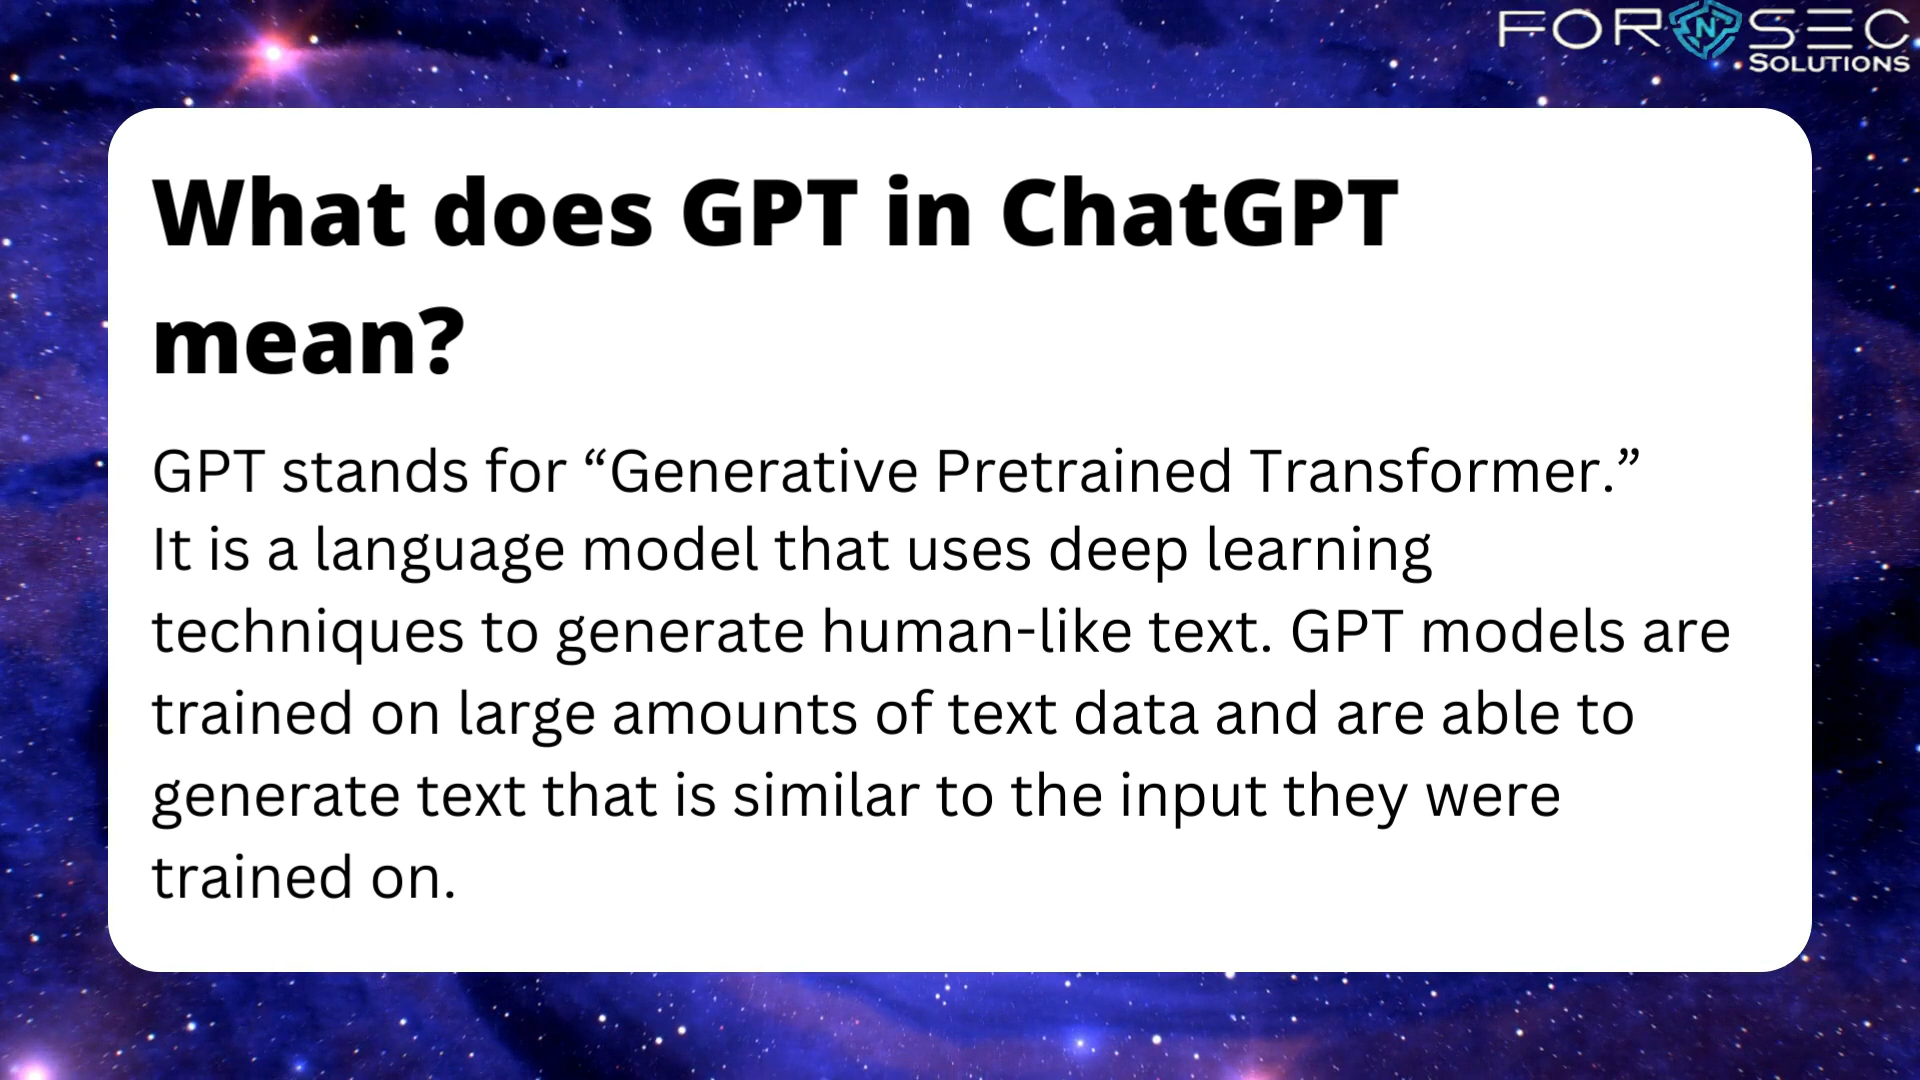 FORNSEC
SOLUTIONS
What does GPT in ChatGPT
mean?
GPT stands for “Generative Pretrained Transformer.”
It is a language model that uses deep learning
techniques to generate human-like text. GPT models are
trained on large amounts of text data and are able to
generate text that is similar to the input they were
trained on.